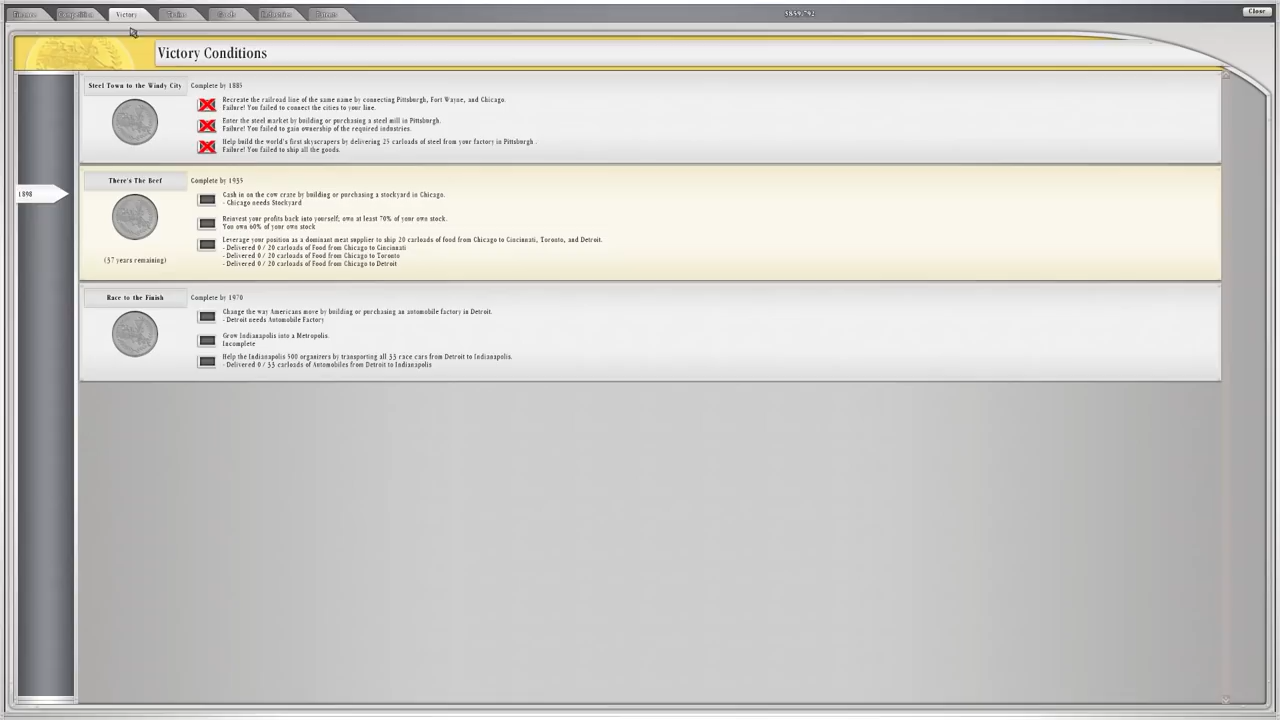 Finance Competition Victory Trains Goods Industries Patents $859,792 Close
Victory Conditions
Steel Town to the Windy City
Complete by 1885
Recreate the railroad line of the same name by connecting Pittsburgh, Fort Wayne, and Chicago.
Failure! You failed to connect the cities to your line.
Enter the steel market by building or purchasing a steel mill in Pittsburgh.
Failure! You failed to gain ownership of the required industries.
Help build the world's first skyscrapers by delivering 25 carloads of steel from your factory in Pittsburgh .
Failure! You failed to ship all the goods.
1898
There's The Beef
Complete by 1935
Cash in on the cow craze by building or purchasing a stockyard in Chicago.
- Chicago needs Stockyard
Reinvest your profits back into yourself; own at least 70% of your own stock.
You own 60% of your own stock
Leverage your position as a dominant meat supplier to ship 20 carloads of food from Chicago to Cincinnati, Toronto, and Detroit.
- Delivered 0 / 20 carloads of Food from Chicago to Cincinnati
- Delivered 0 / 20 carloads of Food from Chicago to Toronto
- Delivered 0 / 20 carloads of Food from Chicago to Detroit
(37 years remaining)
Race to the Finish
Complete by 1970
Change the way Americans move by building or purchasing an automobile factory in Detroit.
- Detroit needs Automobile Factory
Grow Indianapolis into a Metropolis.
Incomplete
Help the Indianapolis 500 organizers by transporting all 33 race cars from Detroit to Indianapolis.
- Delivered 0 / 33 carloads of Automobiles from Detroit to Indianapolis